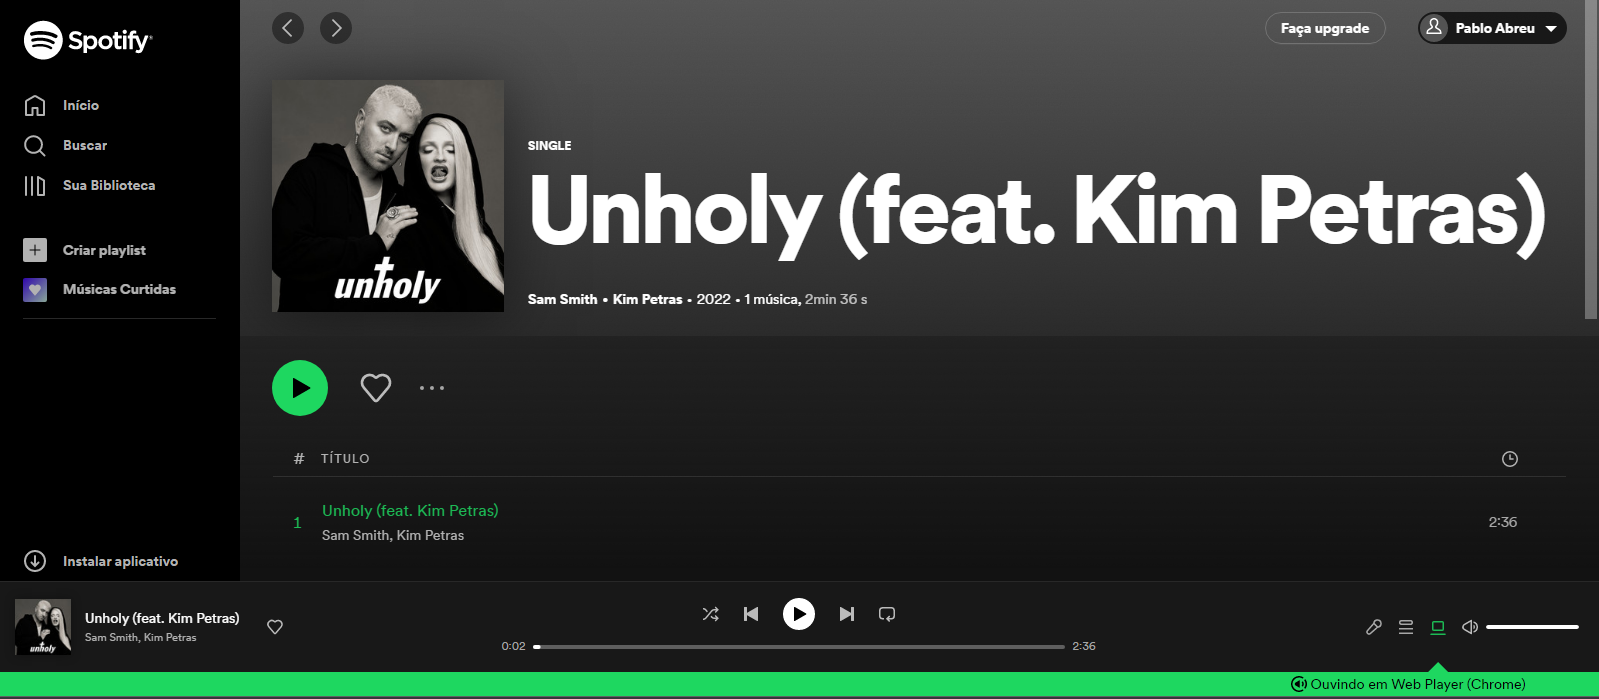 Spotify
Início
Buscar
Sua Biblioteca
Criar playlist
Músicas Curtidas
Instalar aplicativo
Faça upgrade
Pablo Abreu
unholy
SINGLE
Unholy (feat. Kim Petras)
Sam Smith • Kim Petras • 2022 • 1 música, 2min 36 s
# TÍTULO
1 Unholy (feat. Kim Petras) 2:36
Sam Smith, Kim Petras
unholy
Unholy (feat. Kim Petras)
Sam Smith, Kim Petras
0:02 2:36
Ouvindo em Web Player (Chrome)